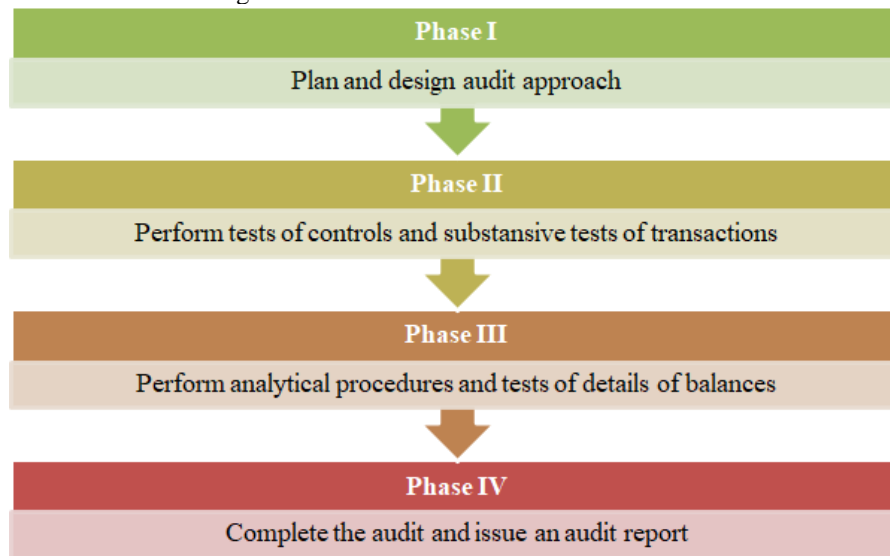 Phase I
Plan and design audit approach
Phase II
Perform tests of controls and substansive tests of transactions
Phase III
Perform analytical procedures and tests of details of balances
Phase IV
Complete the audit and issue an audit report